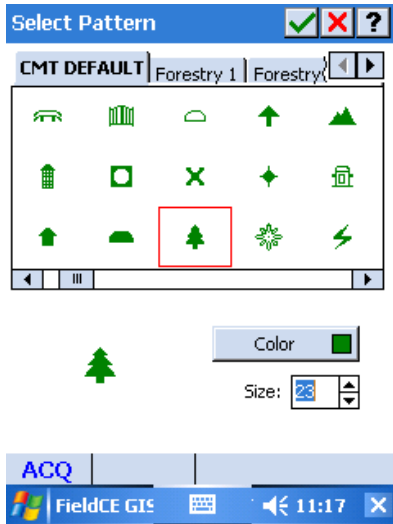 Select Pattern
?
CMT DEFAULT
Forestry 1
Forestry
Color
Size: 23
ACQ
FieldCE GIS
11:17